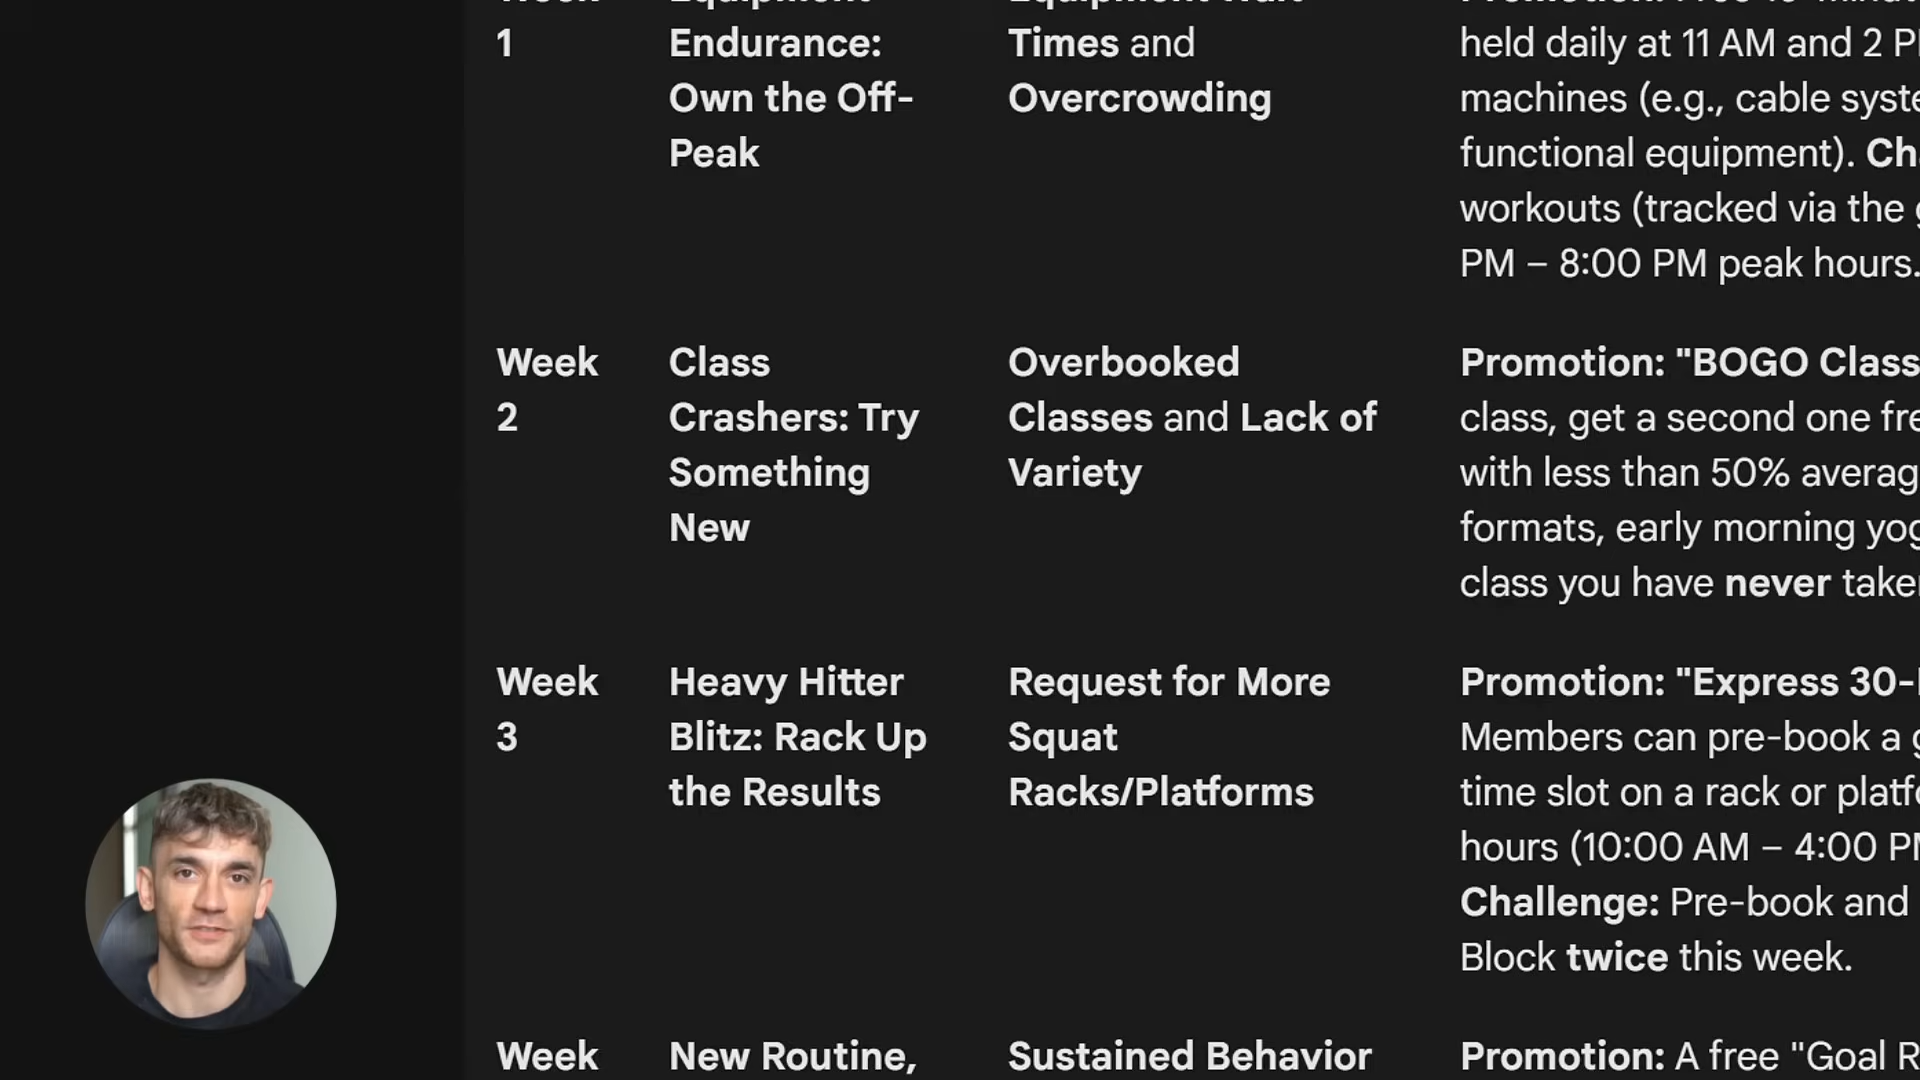 1
Endurance:
Own the Off-
Peak
Times and
Overcrowding
held daily at 11 AM and 2
machines (e.g., cable
functional equipment).
workouts (tracked via the
PM – 8:00 PM peak hours.
Week
2
Class
Crashers: Try
Something
New
Overbooked
Classes and Lack of
Variety
Promotion: "BOGO Class
class, get a second one
with less than 50%
formats, early morning
class you have never
Week
3
Heavy Hitter
Blitz: Rack Up
the Results
Request for More
Squat
Racks/Platforms
Promotion: "Express 30-
Members can pre-book a
time slot on a rack or
hours (10:00 AM – 4:00
Challenge: Pre-book and
Block twice this week.
Week
New Routine,
Sustained Behavior
Promotion: A free "Goal